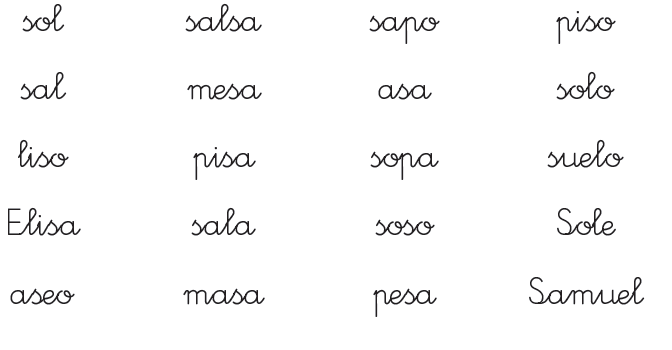 sol salsa sapo piso
sal mesa asa solo
liso pisa sopa suelo
Elisa sala soso Sole
aseo masa pesa Samuel